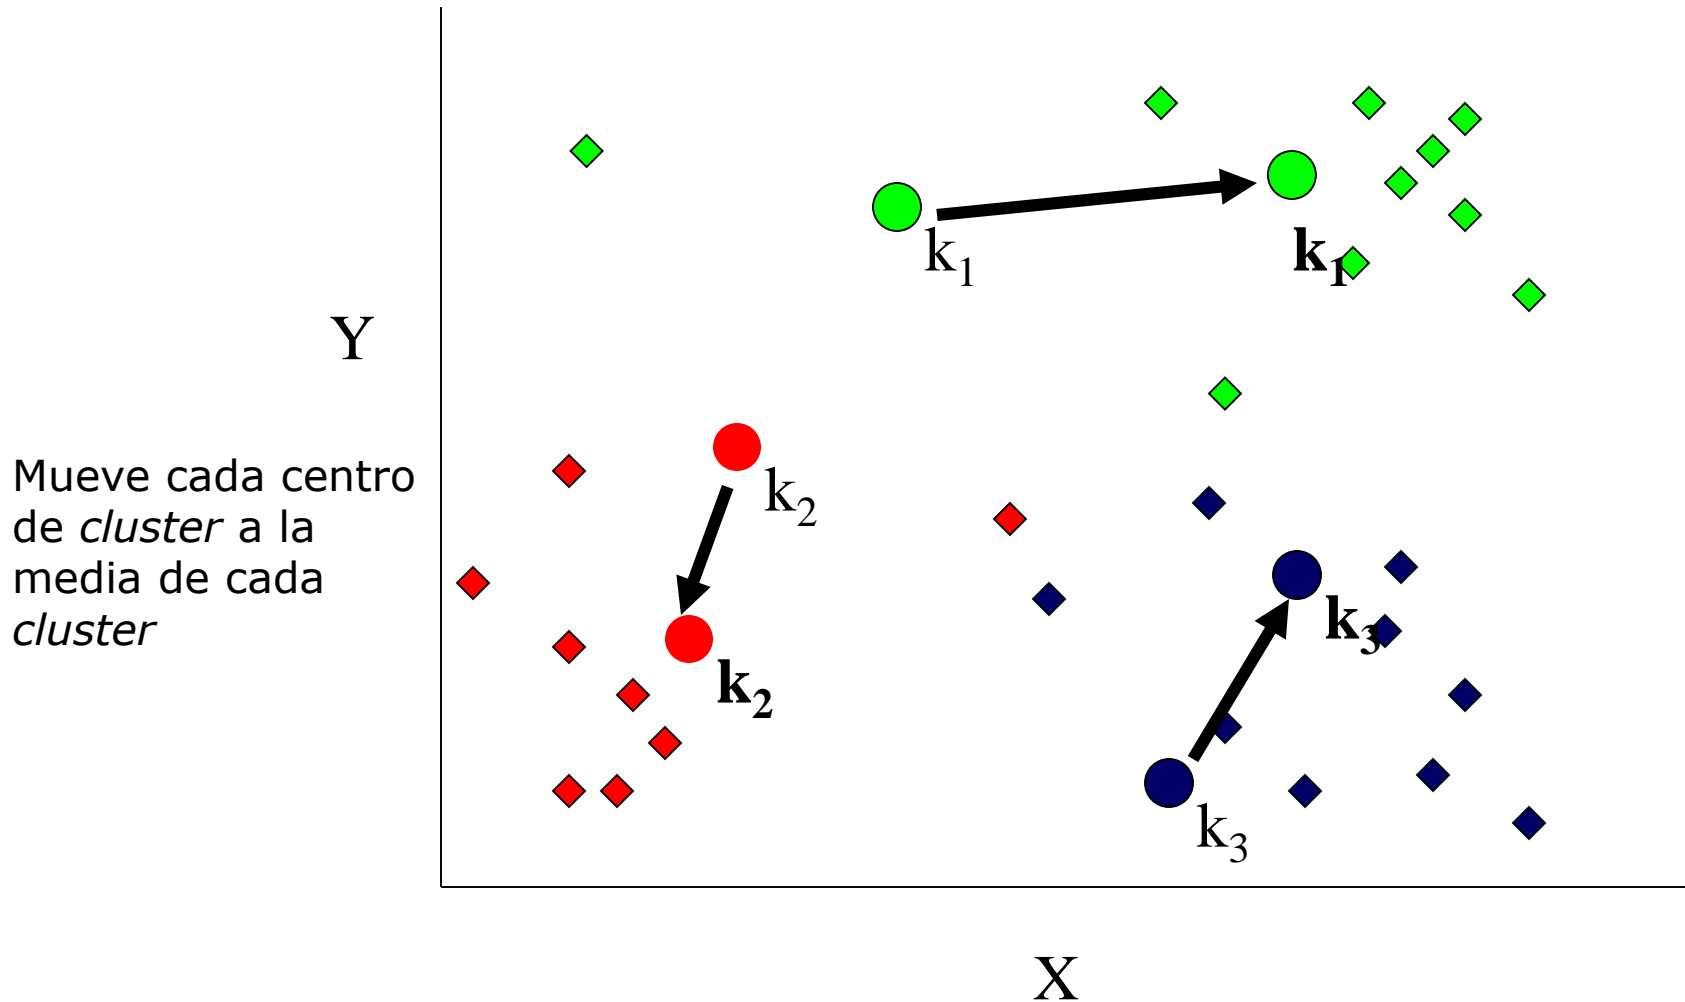 k₁
k₁
Y
Mueve cada centro
de cluster a la
media de cada
cluster
k₂
k₂
k₃
k₃
X